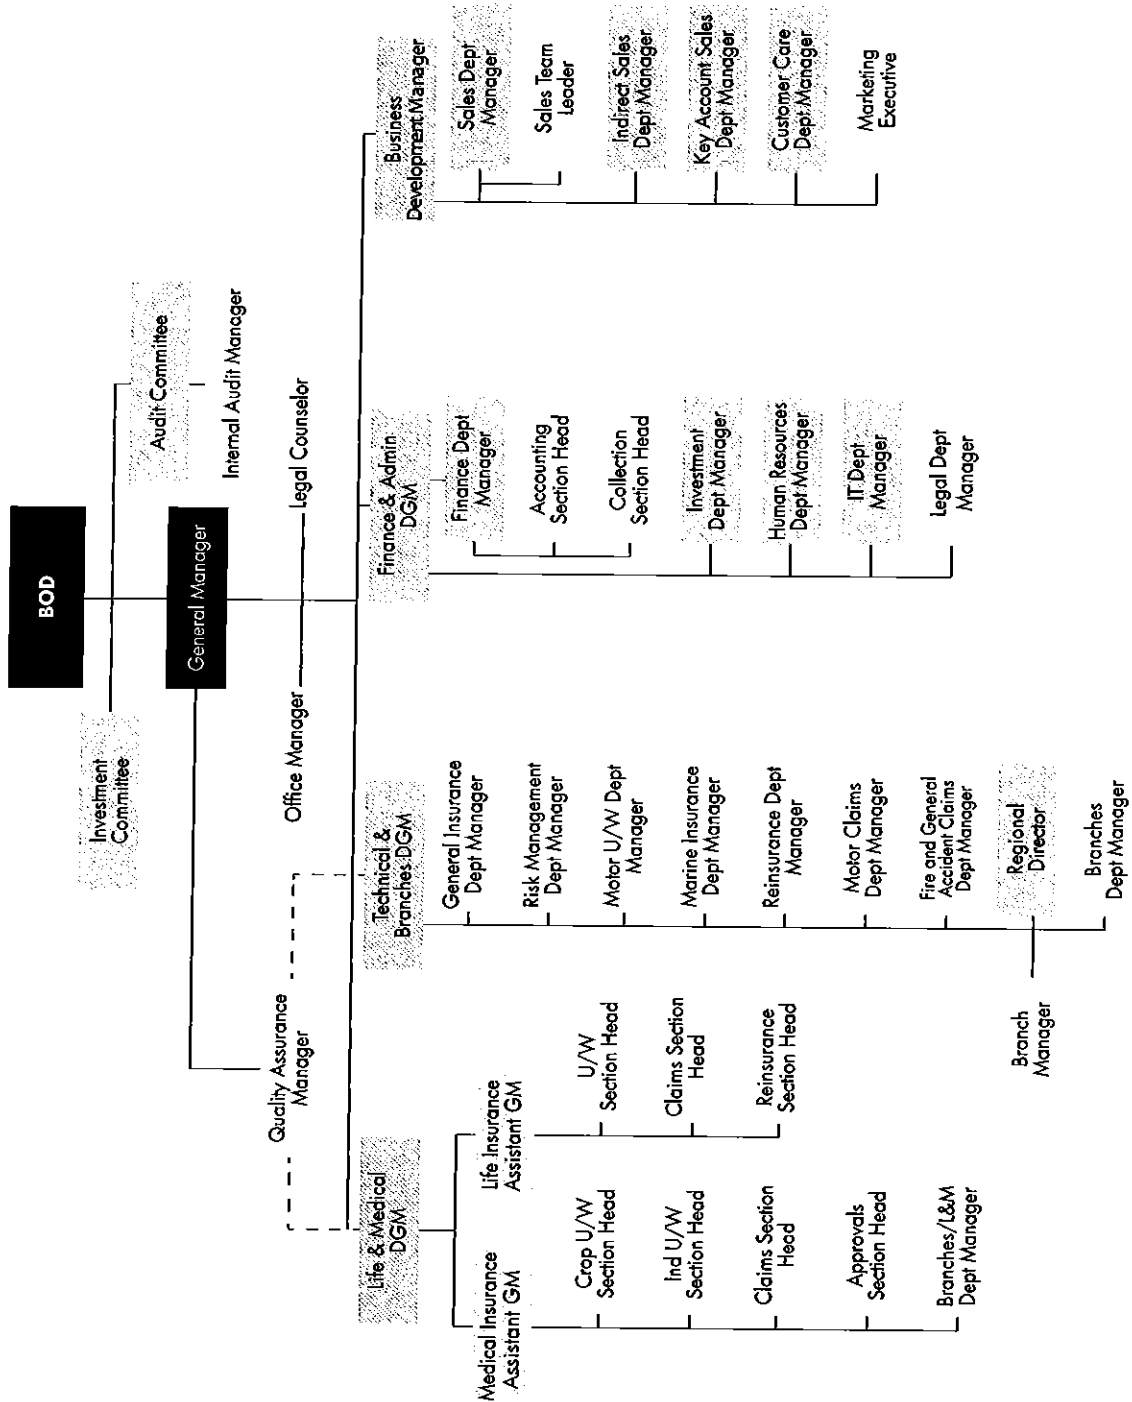 BOD
Investment
Committee
Audit Committee
Internal Audit Manager
General Manager
Office Manager
Legal Counselor
Quality Assurance
Manager
Life & Medical
DGM
Technical &
Branches DGM
Finance & Admin
DGM
Business
Development Manager
Medical Insurance
Assistant GM
Crop U/W
Section Head
Ind U/W
Section Head
Claims Section
Head
Approvals
Section Head
Branches/L&M
Dept Manager
Life Insurance
Assistant GM
U/W
Section Head
Claims Section
Head
Reinsurance
Section Head
General Insurance
Dept Manager
Risk Management
Dept Manager
Motor U/W Dept
Manager
Marine Insurance
Dept Manager
Reinsurance Dept
Manager
Motor Claims
Dept Manager
Fire and General
Accident Claims
Dept Manager
Regional
Director
Branch
Manager
Branches
Dept Manager
Finance Dept
Manager
Accounting
Section Head
Collection
Section Head
Investment
Dept Manager
Human Resources
Dept Manager
IT Dept
Manager
Legal Dept
Manager
Sales Dept
Manager
Sales Team
Leader
Indirect Sales
Dept Manager
Key Account Sales
Dept Manager
Customer Care
Dept Manager
Marketing
Executive